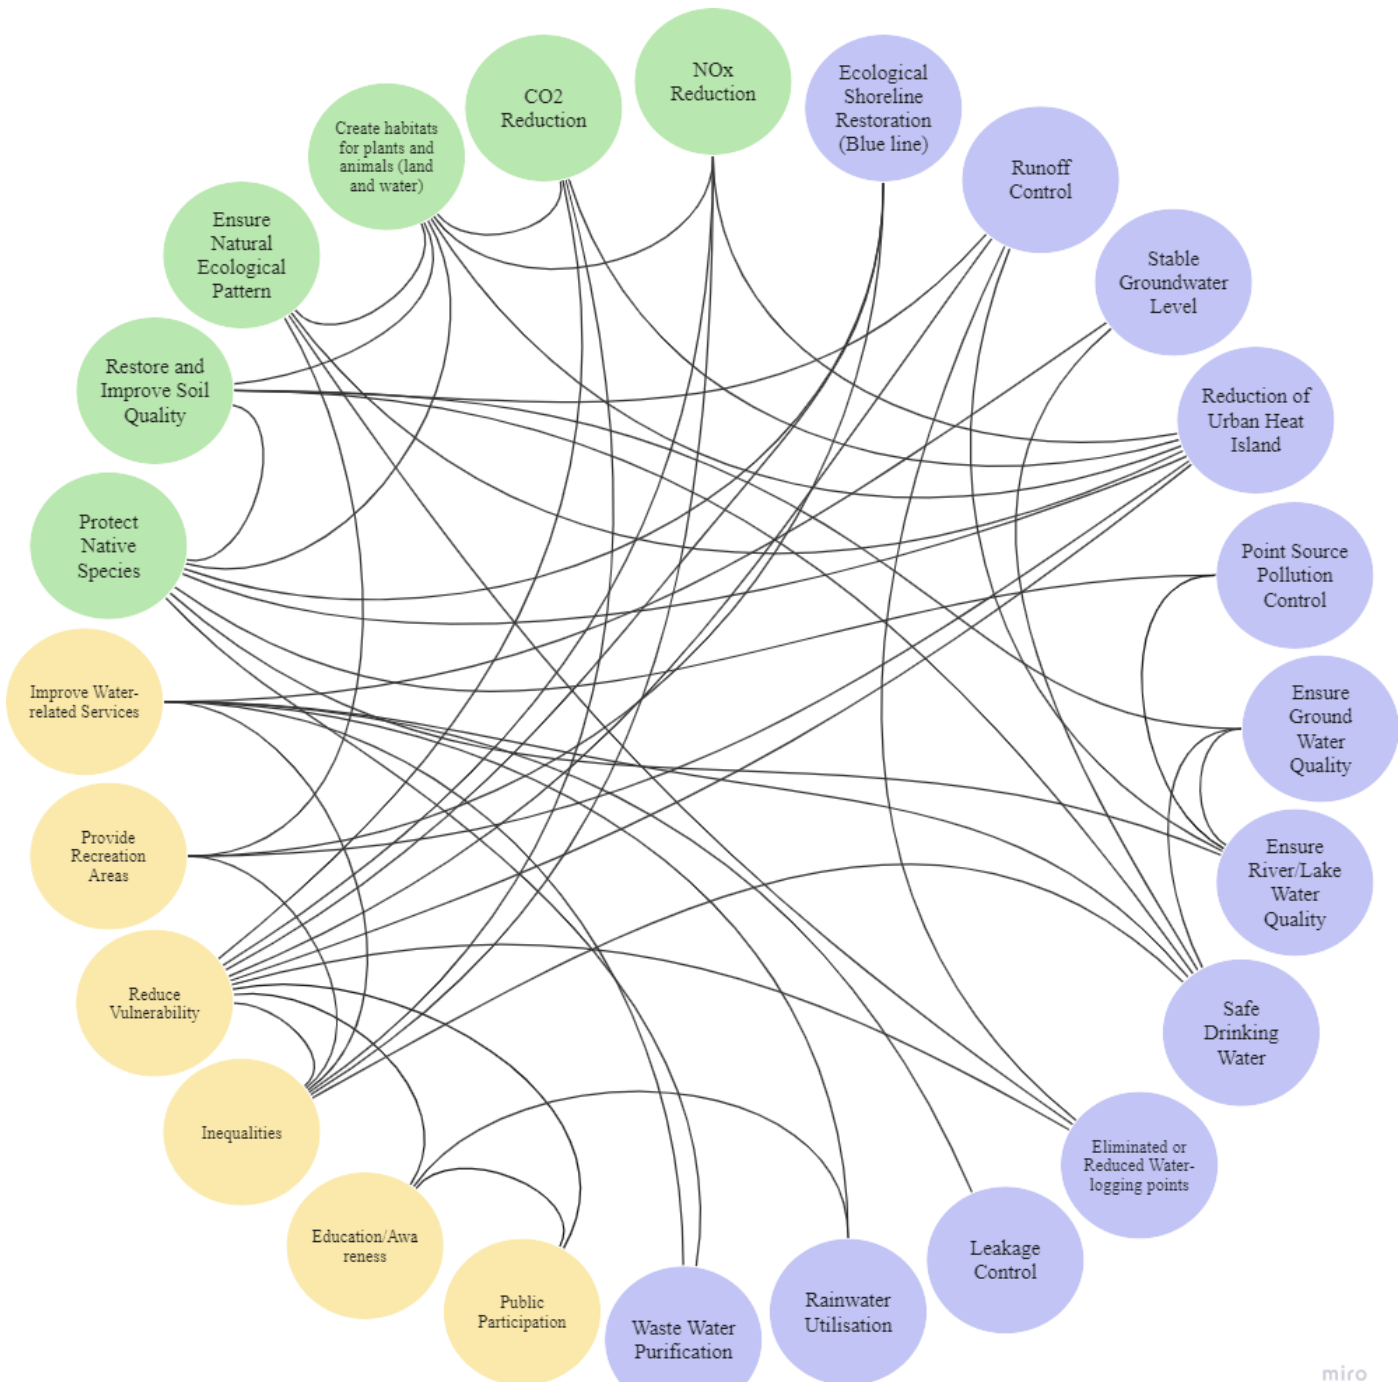 NOx
Reduction
Ecological
Shoreline
Restoration
(Blue line)
CO2
Reduction
Create habitats
for plants and
animals (land
and water)
Runoff
Control
Ensure
Natural
Ecological
Pattern
Stable
Groundwater
Level
Restore and
Improve Soil
Quality
Reduction of
Urban Heat
Island
Protect
Native
Species
Point Source
Pollution
Control
Improve Water-
related Services
Ensure
Ground
Water
Quality
Provide
Recreation
Areas
Ensure
River/Lake
Water
Quality
Reduce
Vulnerability
Safe
Drinking
Water
Inequalities
Eliminated or
Reduced Water-
logging points
Education/Awa
reness
Leakage
Control
Public
Participation
Waste Water
Purification
Rainwater
Utilisation
miro